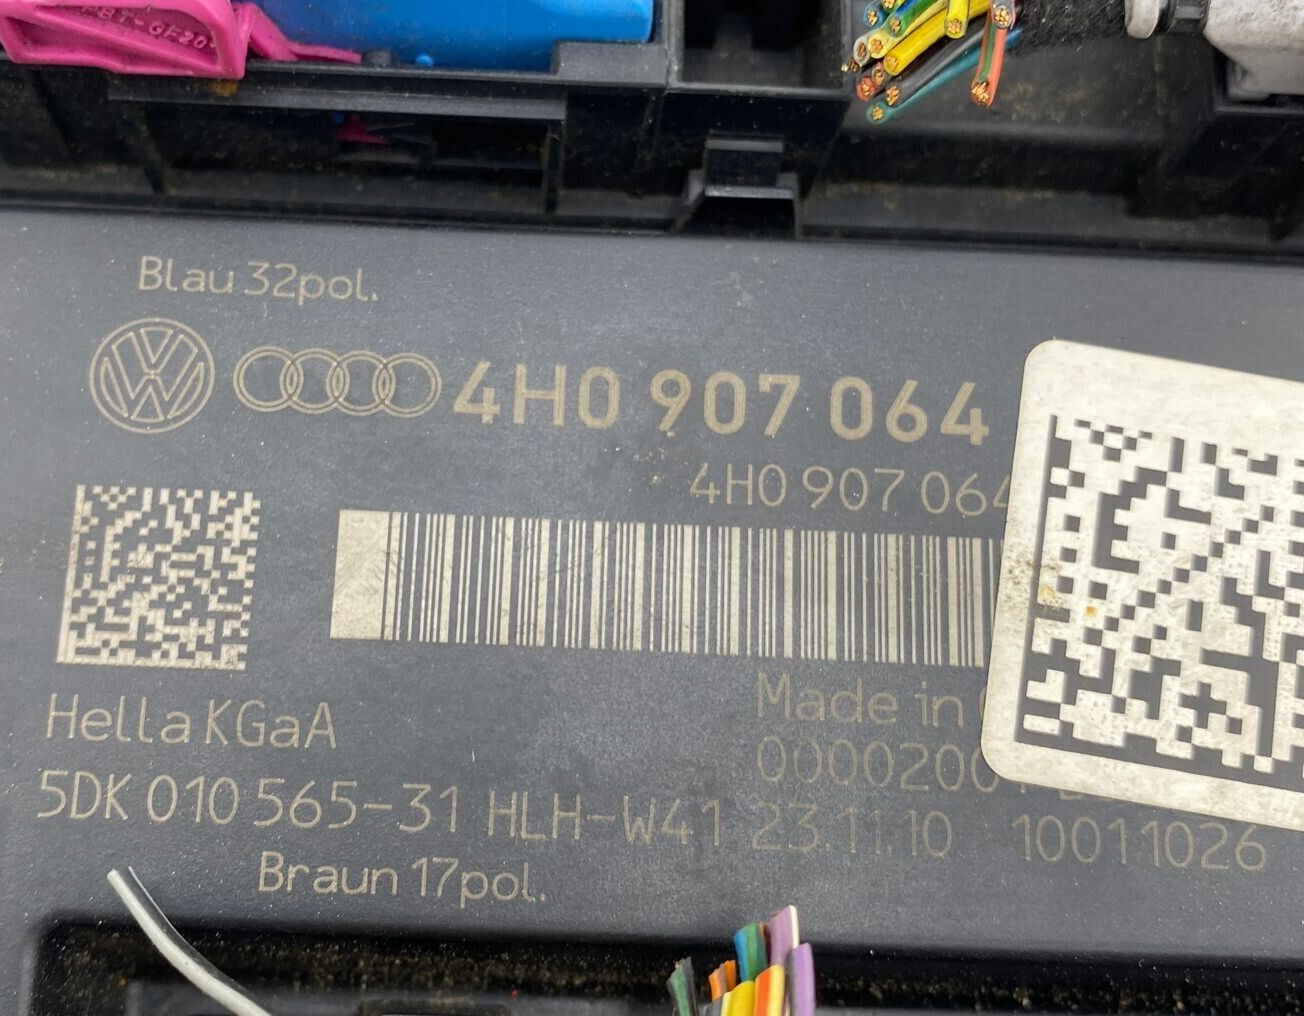 Blau 32pol.
4H0 907 064
4H0 907 064
Made in
Hella KGaA
5DK 010 565-31 HLH-W41 23.11.10 10011026
Braun 17pol.